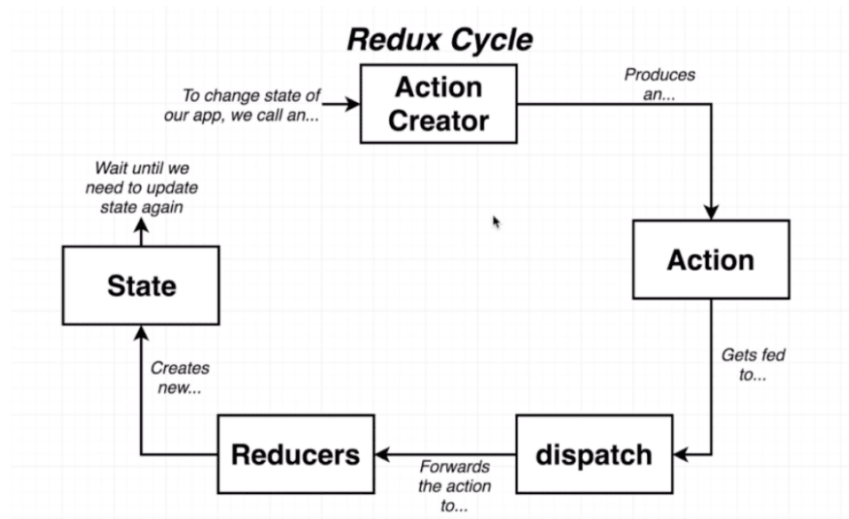 Redux Cycle
To change state of
our app, we call an...
Action
Creator
Produces
an...
Action
Gets fed
to...
dispatch
Forwards
the action
to...
Reducers
Creates
new...
State
Wait until we
need to update
state again